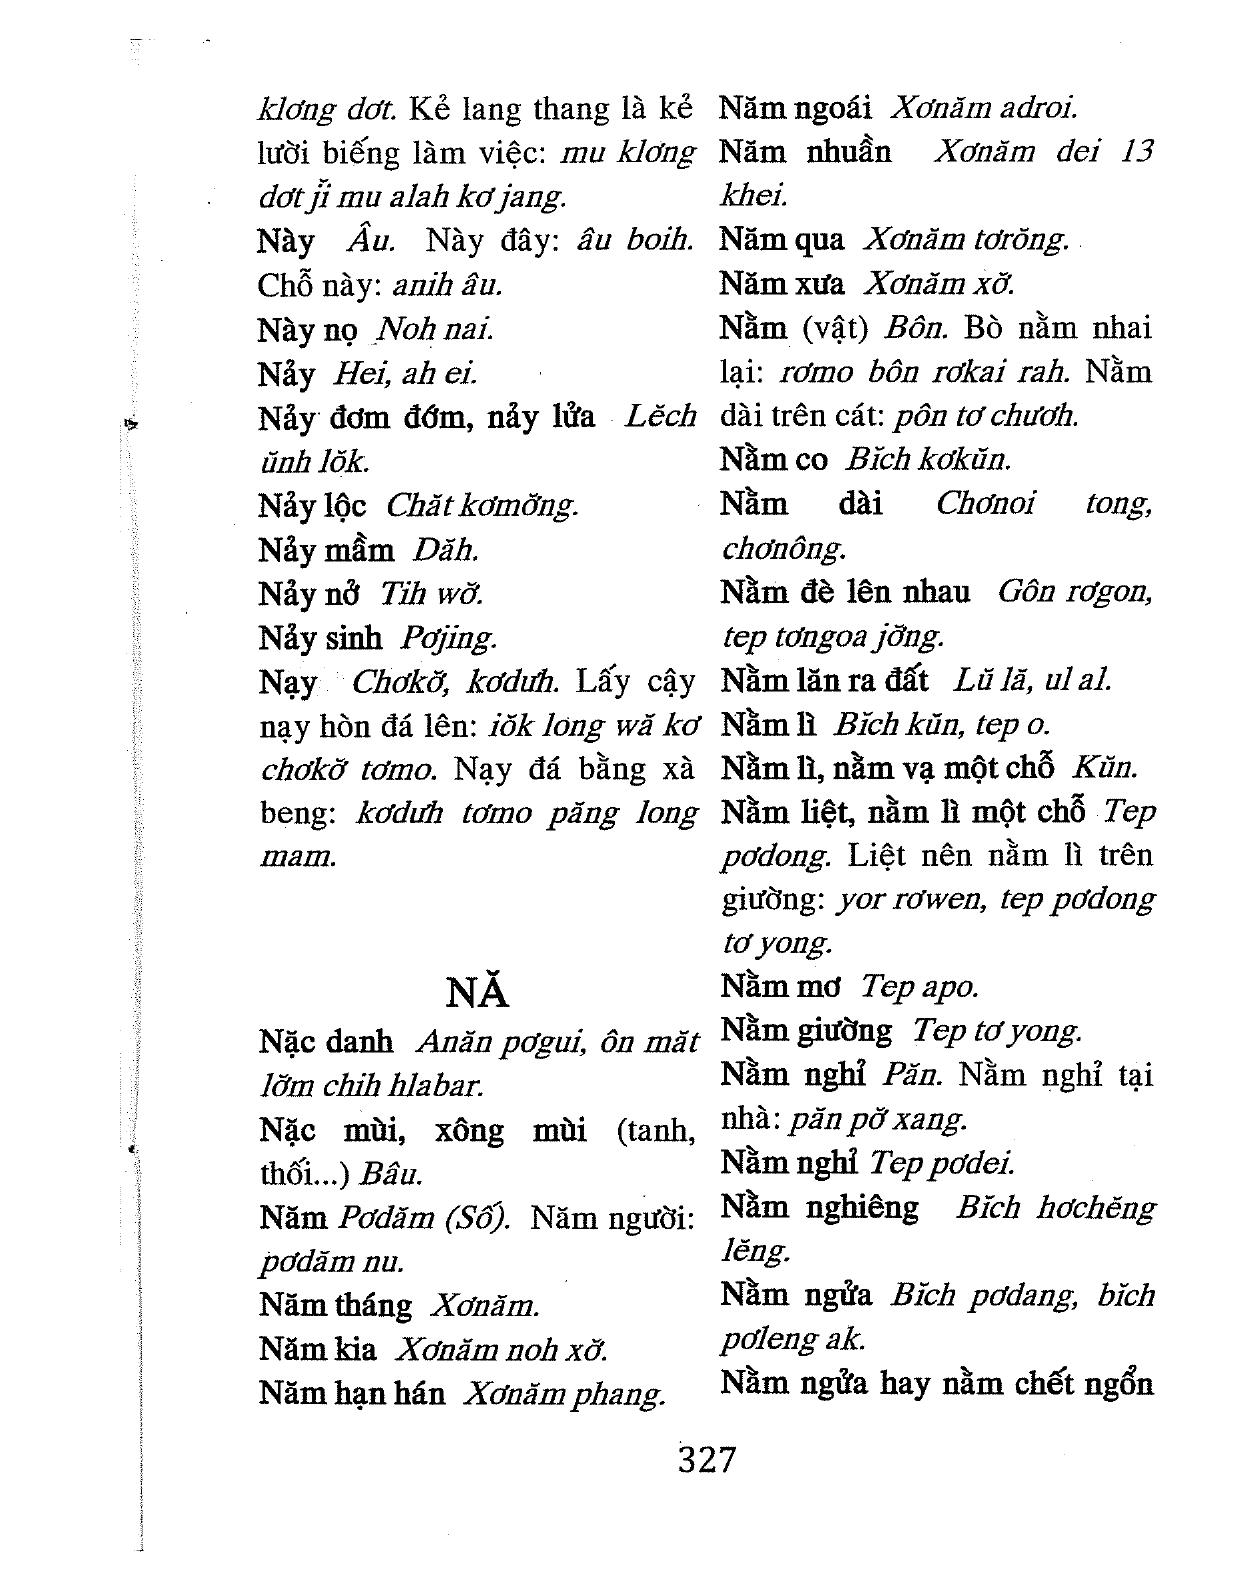 klơng dơt. Kẻ lang thang là kẻ
lười biếng làm việc: mu klơng
dơt jĭ mu alah kơ jang.
Này Âu. Này đây: âu boih.
Chỗ này: anih âu.
Này nọ Noh nai.
Nảy Hei, ah ei.
Nảy đơm đớm, nảy lửa Lĕch
ŭnh lŏk.
Nảy lộc Chăt kơmơ̆ng.
Nảy mầm Dăh.
Nảy nở Tih wơ̆.
Nảy sinh Pơjing.
Nạy Chơkơ̆, kơdưh. Lấy cậy
nạy hòn đá lên: iŏk long wă kơ
chơkơ̆ tơmo. Nạy đá bằng xà
beng: kơdưh tơmo păng long
mam.
NĂ
Nặc danh Anăn pơgui, ôn măt
lơ̆m chih hlabar.
Nặc mùi, xông mùi (tanh,
thối...) Bâu.
Năm Pơdăm (Số). Năm người:
pơdăm nu.
Năm tháng Xơnăm.
Năm kia Xơnăm noh xơ̆.
Năm hạn hán Xơnăm phang.
Năm ngoái Xơnăm adroi.
Năm nhuần Xơnăm dei 13
khei.
Năm qua Xơnăm tơrŏng.
Năm xưa Xơnăm xơ̆.
Nằm (vật) Bôn. Bò nằm nhai
lại: rơmo bôn rơkai rah. Nằm
dài trên cát: pôn tơ chươh.
Nằm co Bĭch kơkŭn.
Nằm dài Chơnoi tong,
chơnông.
Nằm đè lên nhau Gôn rơgon,
tep tơngoa jơ̆ng.
Nằm lăn ra đất Lŭ lă, ul al.
Nằm lì Bĭch kŭn, tep o.
Nằm lì, nằm vạ một chỗ Kŭn.
Nằm liệt, nằm lì một chỗ Tep
pơdong. Liệt nên nằm lì trên
giường: yor rơwen, tep pơdong
tơ yong.
Nằm mơ Tep apo.
Nằm giường Tep tơ yong.
Nằm nghỉ Păn. Nằm nghỉ tại
nhà: păn pơ̆ xang.
Nằm nghỉ Tep pơdei.
Nằm nghiêng Bĭch hơchĕng
lĕng.
Nằm ngửa Bĭch pơdang, bĭch
pơleng ak.
Nằm ngửa hay nằm chết ngổn
327